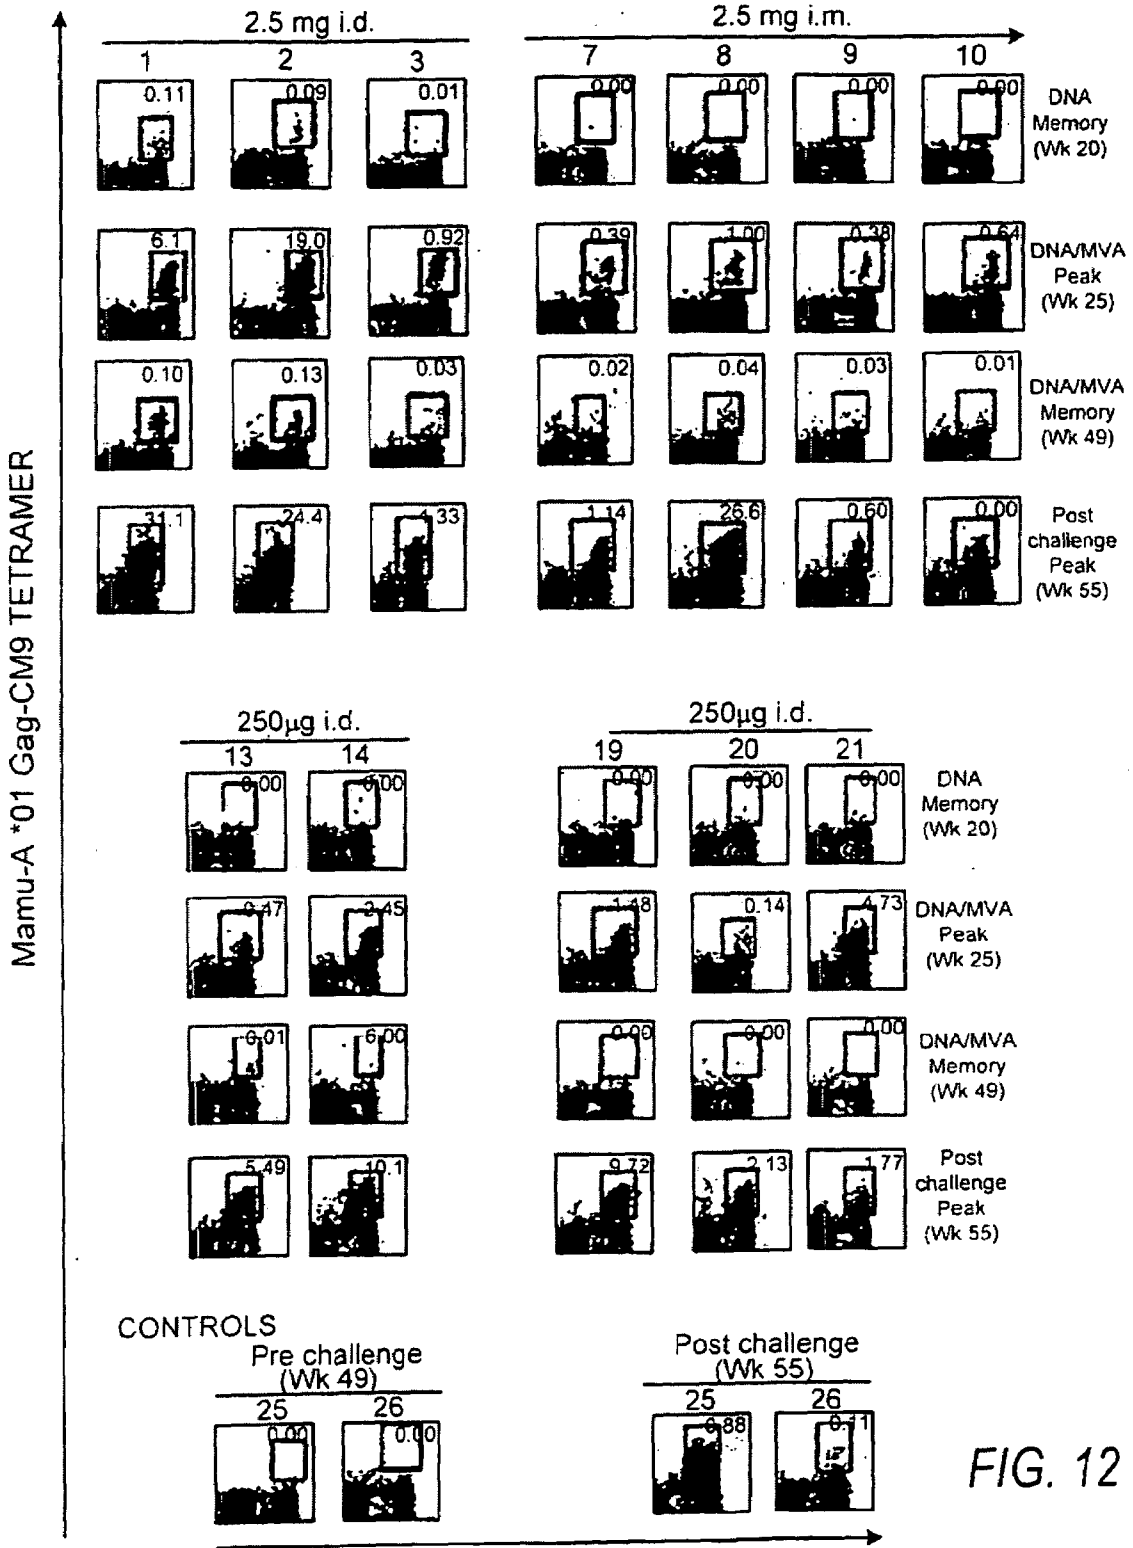 2.5 mg i.d.
2.5 mg i.m.
1 2 3 7 8 9 10
0.11 0.09 0.01 0.00 0.00 0.00 0.00
DNA
Memory
(Wk 20)
6.1 19.0 0.92 0.39 1.00 0.38 0.64
DNA/MVA
Peak
(Wk 25)
0.10 0.13 0.03 0.02 0.04 0.03 0.01
DNA/MVA
Memory
(Wk 49)
31.1 24.4 1.33 1.14 26.6 0.60 0.00
Post
challenge
Peak
(Wk 55)
Mamu-A *01 Gag-CM9 TETRAMER
250µg i.d.
250µg i.d.
13 14 19 20 21
0.00 0.00 0.00 0.00 0.00
DNA
Memory
(Wk 20)
0.47 2.45 1.48 0.14 4.73
DNA/MVA
Peak
(Wk 25)
0.01 6.00 0.00 0.00 0.00
DNA/MVA
Memory
(Wk 49)
5.49 10.1 9.72 2.13 1.77
Post
challenge
Peak
(Wk 55)
CONTROLS
Pre challenge
(Wk 49)
Post challenge
(Wk 55)
25 26 25 26
0.00 0.00 0.88 0.11
FIG. 12